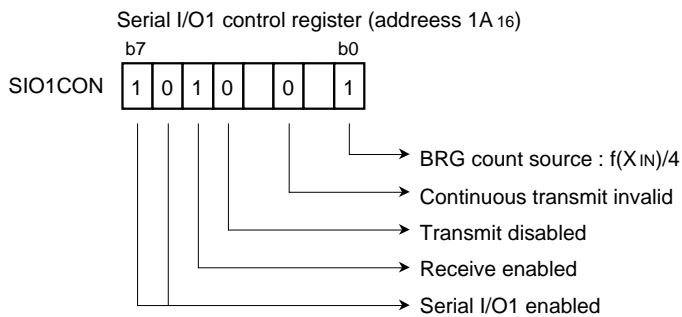 Serial I/O1 control register (addreess 1A 16)
b7 b0
SIO1CON 1 0 1 0 0 1
BRG count source : f(XIN)/4
Continuous transmit invalid
Transmit disabled
Receive enabled
Serial I/O1 enabled